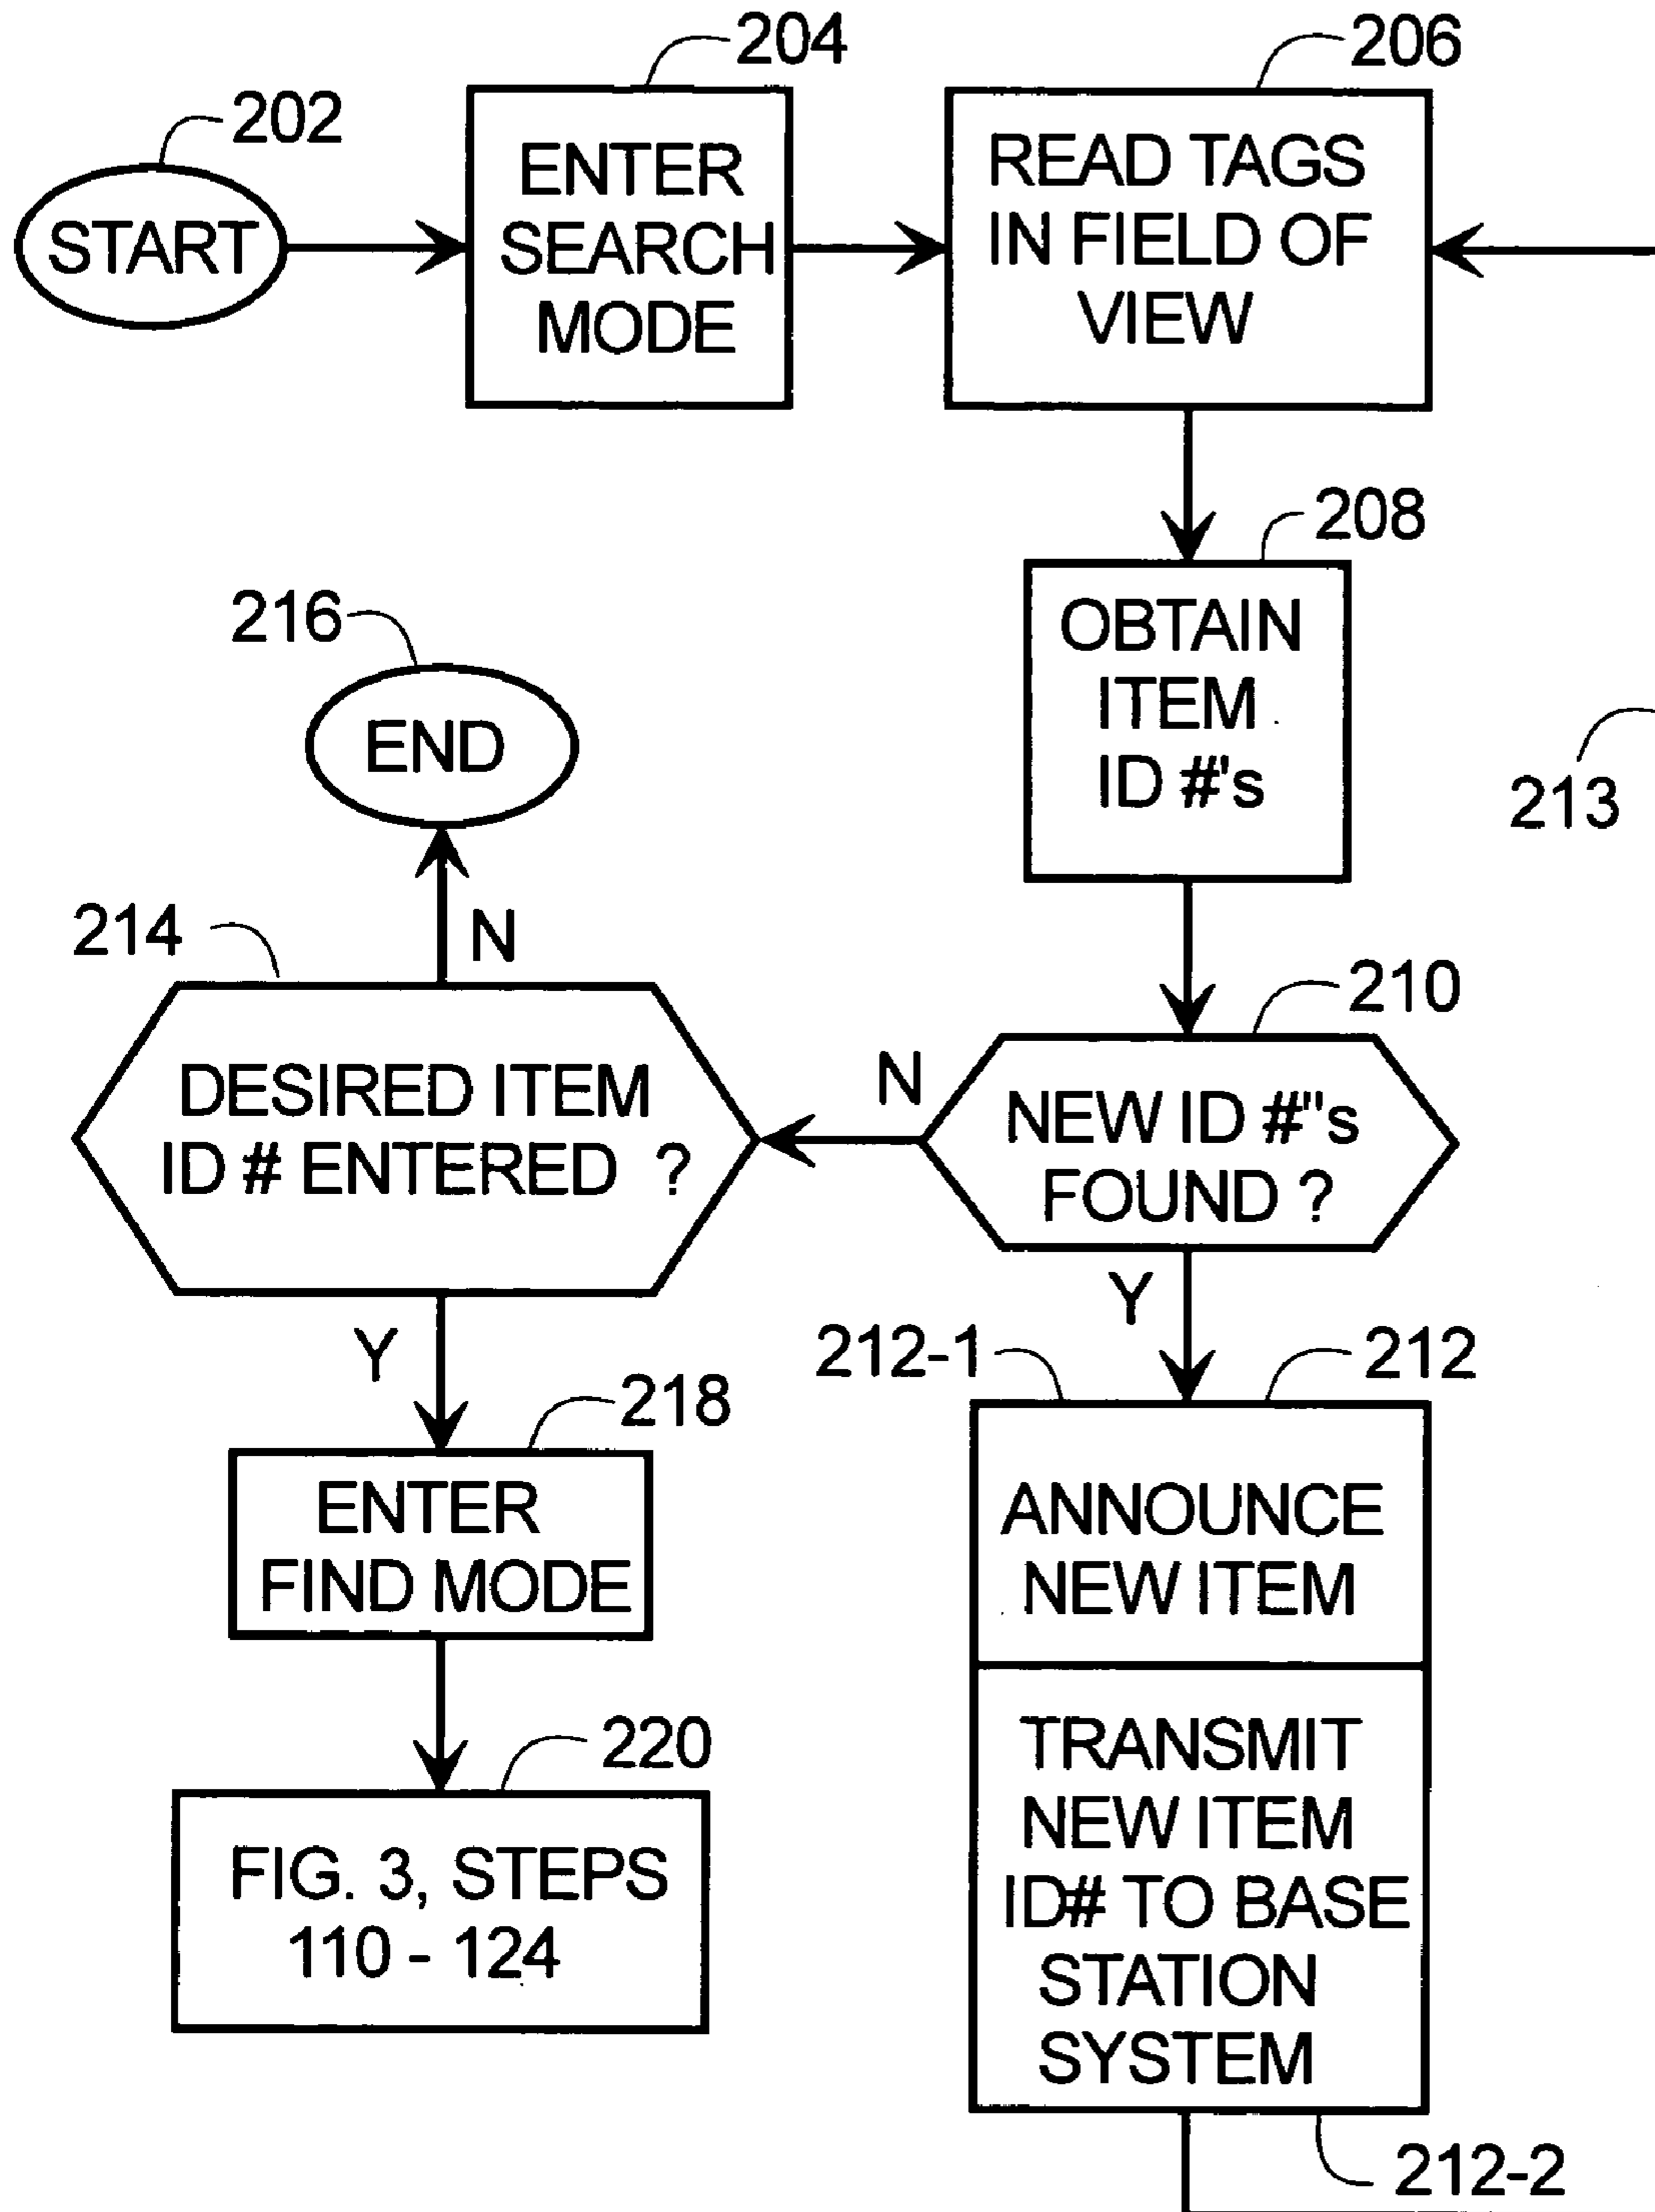 204
206
202
START
ENTER
SEARCH
MODE
READ TAGS
IN FIELD OF
VIEW
208
OBTAIN
ITEM
ID #'s
213
216
END
214
N
210
DESIRED ITEM
ID # ENTERED ?
N
NEW ID #"s
FOUND ?
Y
Y
212-1
212
218
ENTER
FIND MODE
ANNOUNCE
NEW ITEM
220
FIG. 3, STEPS
110 - 124
TRANSMIT
NEW ITEM
ID# TO BASE
STATION
SYSTEM
212-2